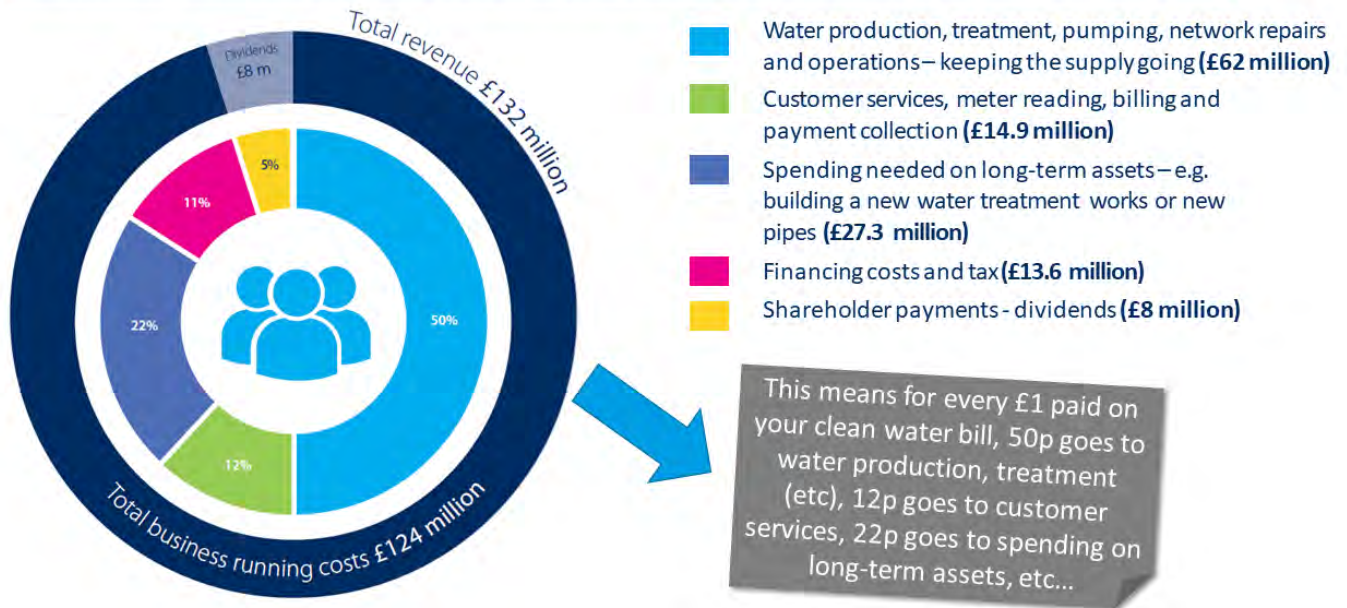 Total revenue £132 million
Dividends
£8 m
5%
11%
22%
50%
12%
Total business running costs £124 million
Water production, treatment, pumping, network repairs
and operations – keeping the supply going (£62 million)
Customer services, meter reading, billing and
payment collection (£14.9 million)
Spending needed on long-term assets – e.g.
building a new water treatment works or new
pipes (£27.3 million)
Financing costs and tax (£13.6 million)
Shareholder payments - dividends (£8 million)
This means for every £1 paid on
your clean water bill, 50p goes to
water production, treatment
(etc), 12p goes to customer
services, 22p goes to spending on
long-term assets, etc...